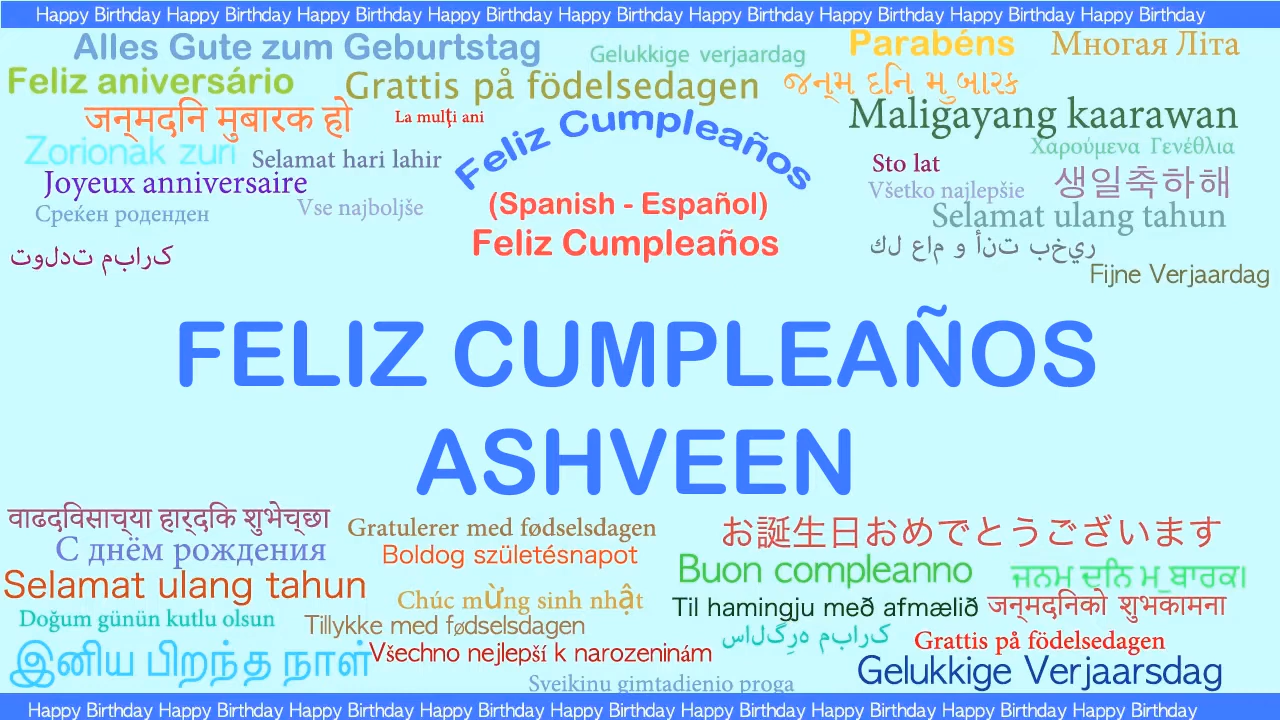 Happy Birthday Happy Birthday Happy Birthday Happy Birthday Happy Birthday Happy Birthday Happy Birthday Happy Birthday Happy Birthday
Alles Gute zum Geburtstag
Gelukkige verjaardag
Parabéns
Многая Літа
Feliz aniversário
Grattis på födelsedagen
જન્મ દિન મુબારક
जन्मदिन मुबारक हो
La mulţi ani
Feliz Cumpleaños
Maligayang kaarawan
Zorionak zuri
Selamat hari lahir
Sto lat
Χαρούμενα Γενέθλια
Joyeux anniversaire
Všetko najlepšie
생일축하해
Среќен роденден
Vse najboljše
(Spanish - Español)
Selamat ulang tahun
Feliz Cumpleaños
تولدت مبارک
كل عام و أنت بخير
Fijne Verjaardag
FELIZ CUMPLEAÑOS
ASHVEEN
वाढदिवसाच्या हार्दिक शुभेच्छा
Gratulerer med fødselsdagen
お誕生日おめでとうございます
С днём рождения
Boldog születésnapot
Buon compleanno
ਜਨਮ ਦਿਨ ਮੁਬਾਰਕ।
Selamat ulang tahun
Chúc mừng sinh nhật
Til hamingju með afmælið
जन्मदिनको शुभकामना
Doğum günün kutlu olsun
Tillykke med fødselsdagen
سالگرہ مبارک
Grattis på födelsedagen
இனிய பிறந்த நாள்
Všechno nejlepší k narozeninám
Gelukkige Verjaarsdag
Sveikinu gimtadienio proga
Happy Birthday Happy Birthday Happy Birthday Happy Birthday Happy Birthday Happy Birthday Happy Birthday Happy Birthday Happy Birthday